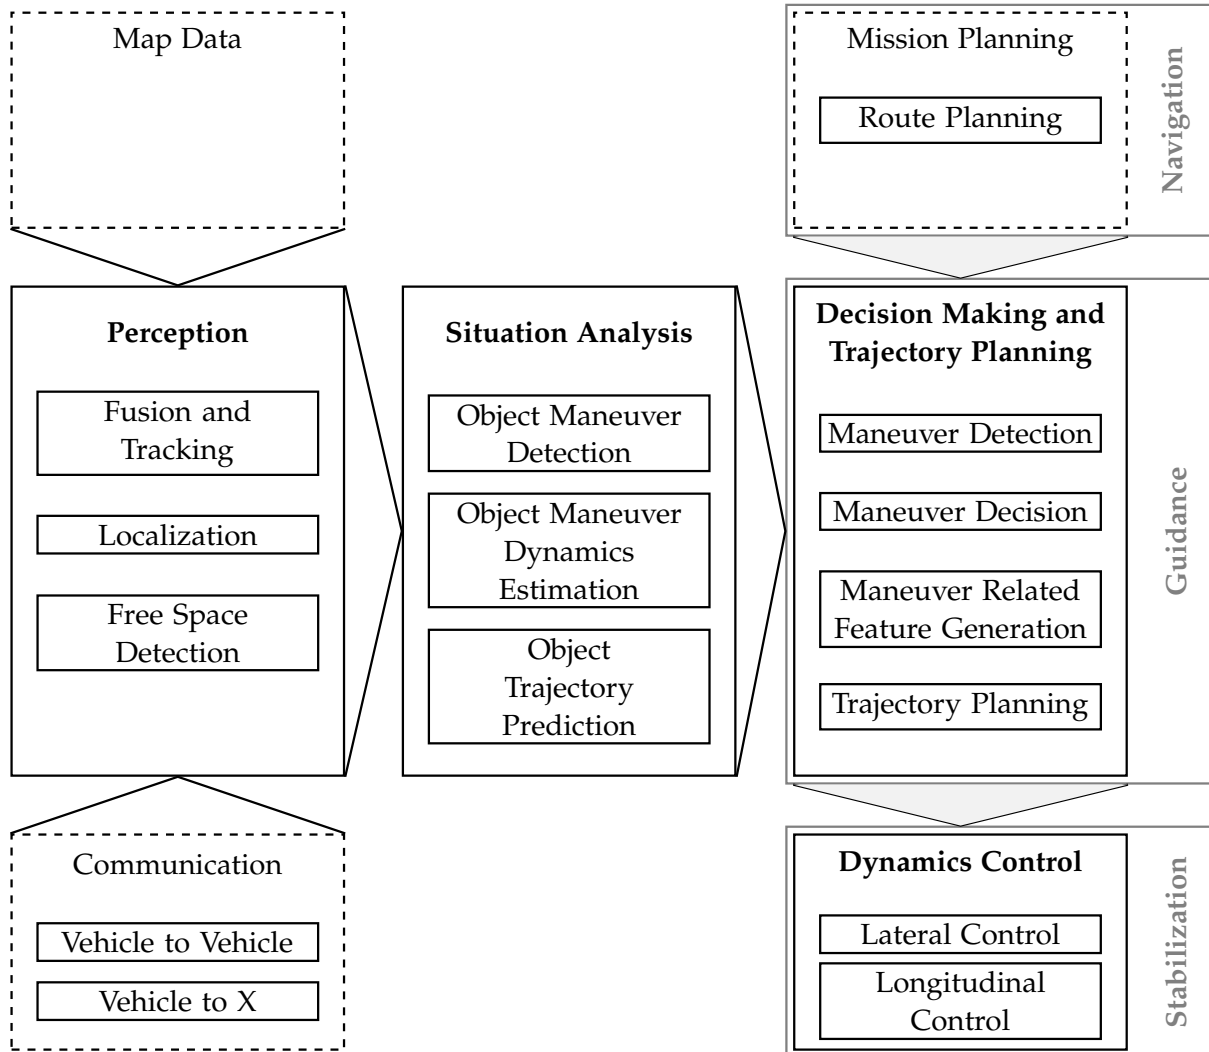 Map Data
Mission Planning
Route Planning
Navigation
Perception
Fusion and
Tracking
Localization
Free Space
Detection
Situation Analysis
Object Maneuver
Detection
Object Maneuver
Dynamics
Estimation
Object
Trajectory
Prediction
Decision Making and
Trajectory Planning
Maneuver Detection
Maneuver Decision
Maneuver Related
Feature Generation
Trajectory Planning
Guidance
Communication
Vehicle to Vehicle
Vehicle to X
Dynamics Control
Lateral Control
Longitudinal
Control
Stabilization